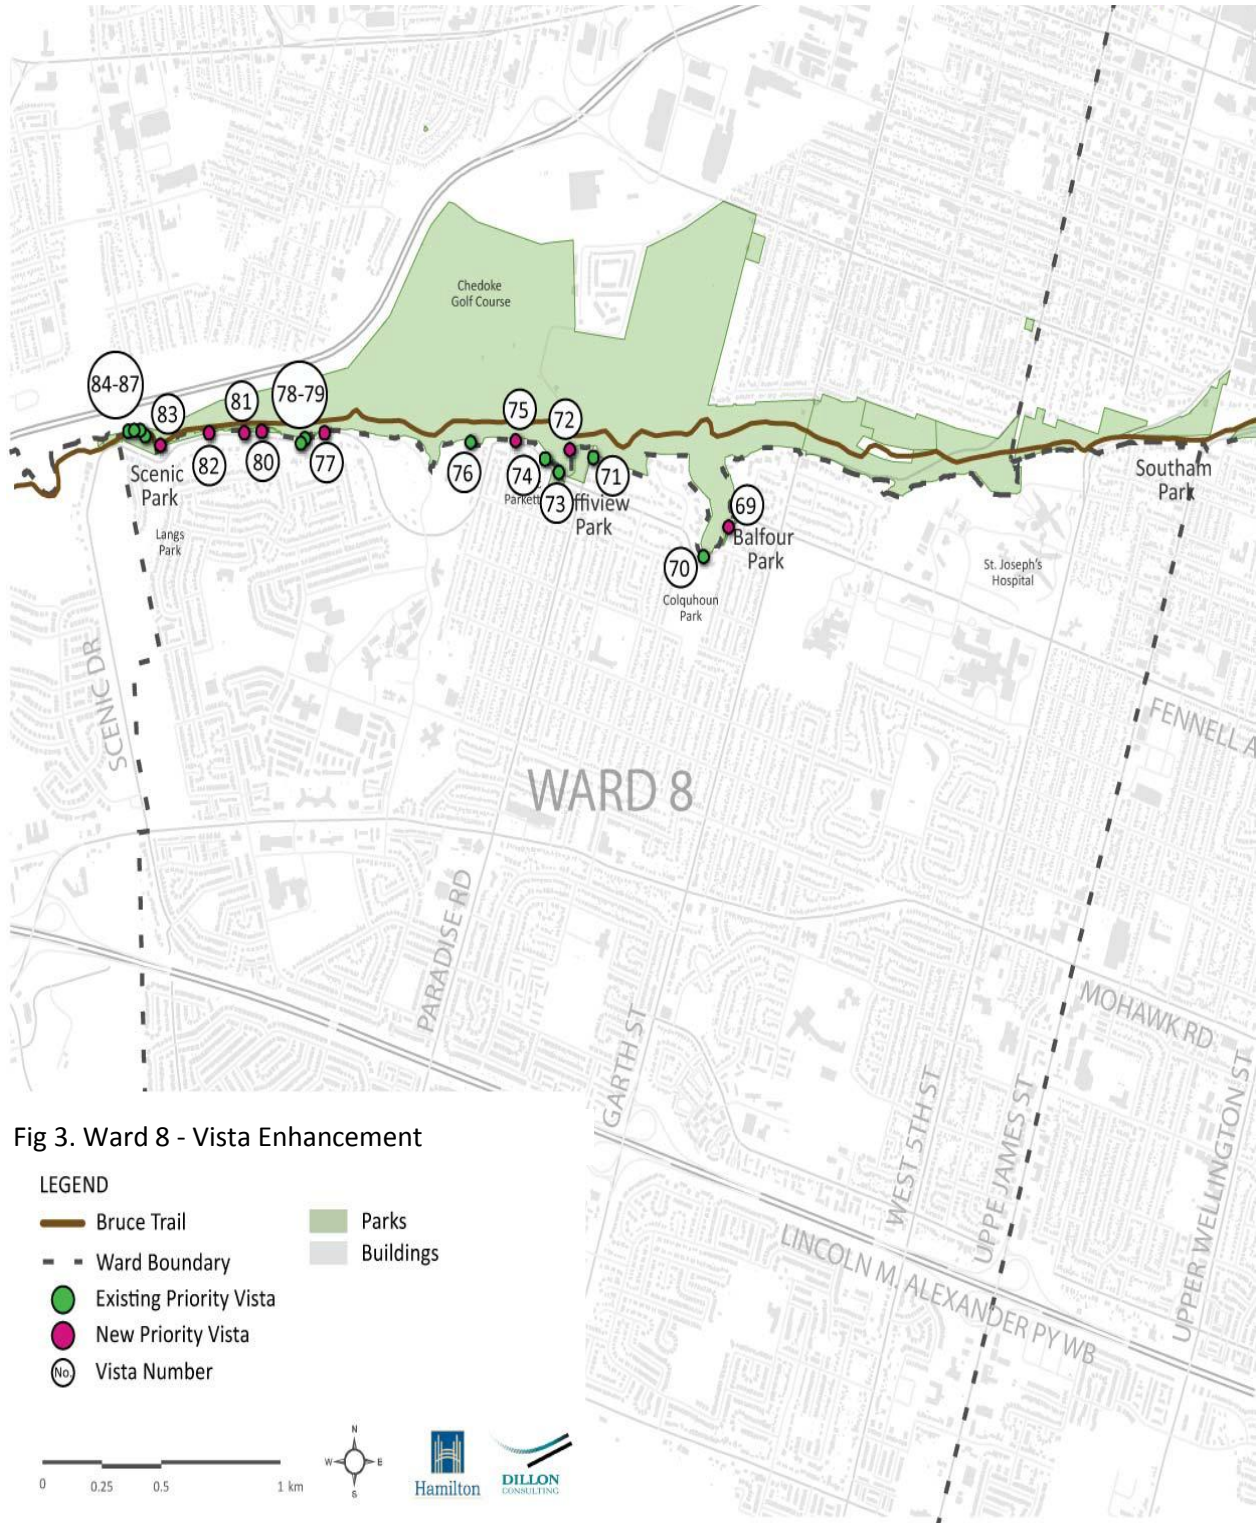 Chedoke
Golf Course
84-87
83
81
78-79
75
72
82
80
77
76
74
73
71
69
70
Scenic
Park
Langs
Park
Parkett
ffiview
Park
Balfour
Park
Colquhoun
Park
St. Joseph's
Hospital
Southam
Park
SCENIC DR
FENNELL A
WARD 8
PARADISE RD
MOHAWK RD
GARTH ST
WEST 5TH ST
UPPE JAMES ST
UPPER WELLINGTON ST
LINCOLN M. ALEXANDER PY WB
Fig 3. Ward 8 - Vista Enhancement
LEGEND
Bruce Trail
Ward Boundary
Existing Priority Vista
New Priority Vista
No.
Vista Number
Parks
Buildings
0 0.25 0.5 1 km
N
W E
S
Hamilton
DILLON
CONSULTING